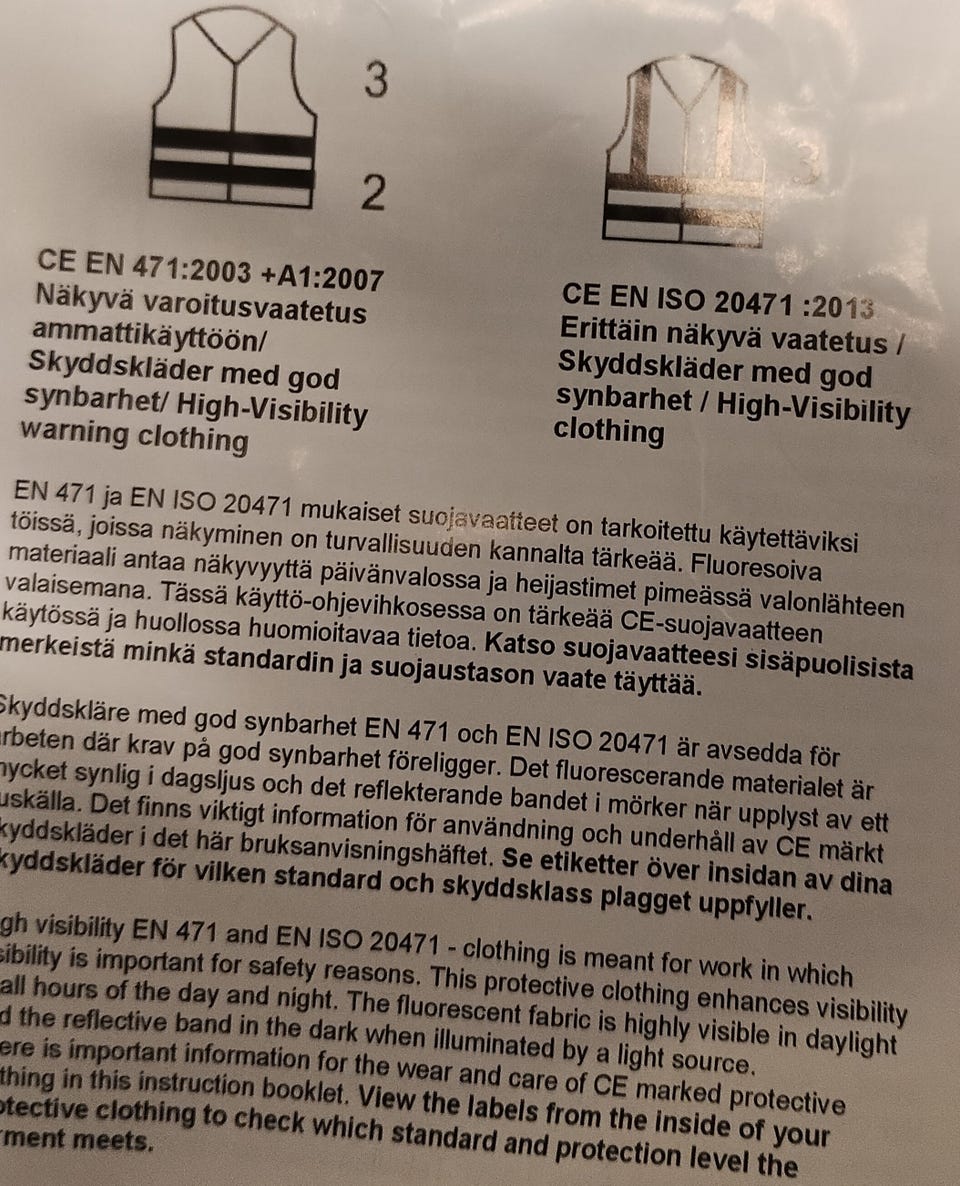 3
2
3
CE EN 471:2003 +A1:2007
Näkyvä varoitusvaatetus
ammattikäyttöön/
Skyddskläder med god
synbarhet/ High-Visibility
warning clothing
CE EN ISO 20471 :2013
Erittäin näkyvä vaatetus /
Skyddskläder med god
synbarhet / High-Visibility
clothing
EN 471 ja EN ISO 20471 mukaiset suojavaatteet on tarkoitettu käytettäviksi
töissä, joissa näkyminen on turvallisuuden kannalta tärkeää. Fluoresoiva
materiaali antaa näkyvyyttä päivänvalossa ja heijastimet pimeässä valonlähteen
valaisemana. Tässä käyttö-ohjevihkosessa on tärkeää CE-suojavaatteen
käytössä ja huollossa huomioitavaa tietoa. Katso suojavaatteesi sisäpuolisista
merkeistä minkä standardin ja suojaustason vaate täyttää.
Skyddskläre med god synbarhet EN 471 och EN ISO 20471 är avsedda för
rbeten där krav på god synbarhet föreligger. Det fluorescerande materialet är
mycket synlig i dagsljus och det reflekterande bandet i mörker när upplyst av ett
uskälla. Det finns viktigt information för användning och underhåll av CE märkt
kyddskläder i det här bruksanvisningshäftet. Se etiketter över insidan av dina
kyddskläder för vilken standard och skyddsklass plagget uppfyller.
gh visibility EN 471 and EN ISO 20471 - clothing is meant for work in which
sibility is important for safety reasons. This protective clothing enhances visibility
all hours of the day and night. The fluorescent fabric is highly visible in daylight
d the reflective band in the dark when illuminated by a light source.
ere is important information for the wear and care of CE marked protective
thing in this instruction booklet. View the labels from the inside of your
otective clothing to check which standard and protection level the
rment meets.